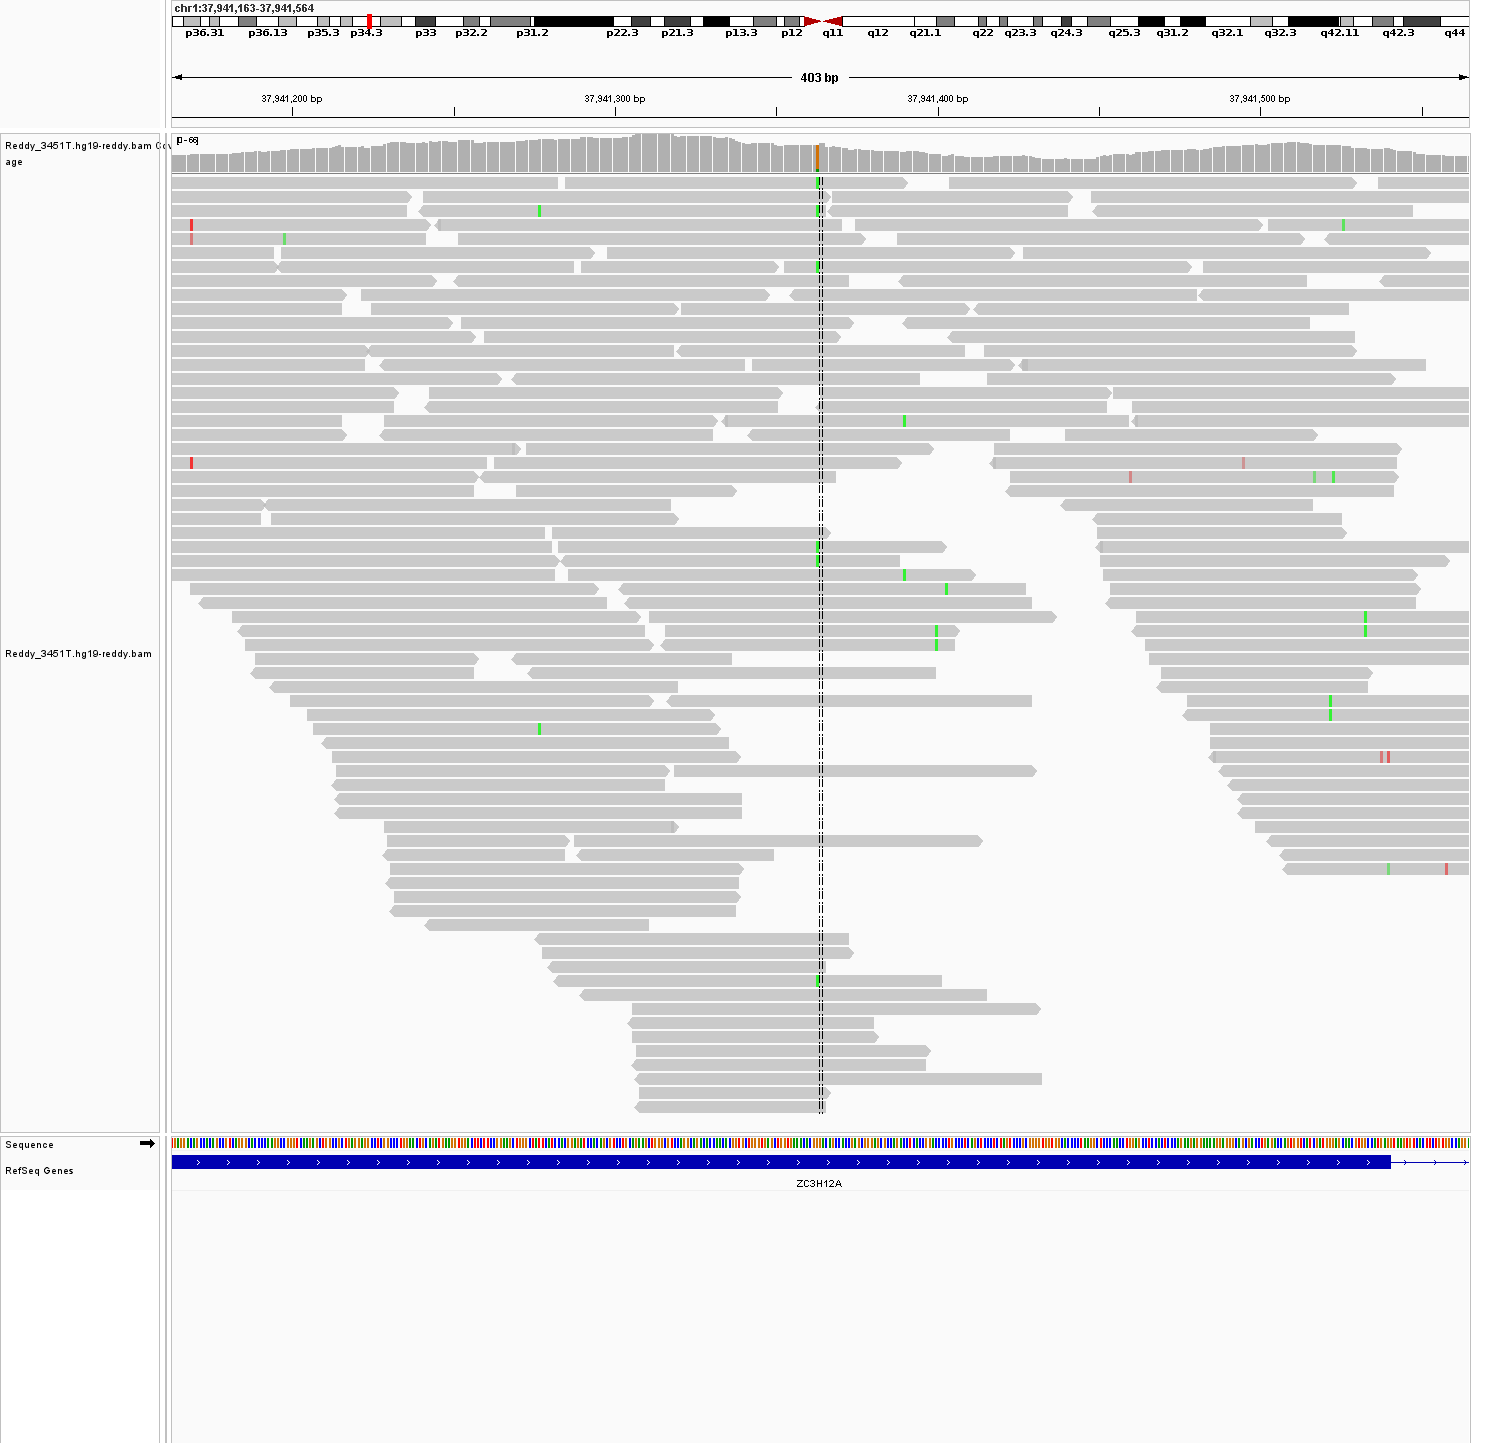 chr1:37,941,163-37,941,564
p36.31 p36.13 p35.3 p34.3 p33 p32.2 p31.2 p22.3 p21.3 p13.3 p12 q11 q12 q21.1 q22 q23.3 q24.3 q25.3 q31.2 q32.1 q32.3 q42.11 q42.3 q44
403 bp
37,941,200 bp 37,941,300 bp 37,941,400 bp 37,941,500 bp
[0 - 66]
Reddy_3451T.hg19-reddy.bam Cov
age
Reddy_3451T.hg19-reddy.bam
Sequence
RefSeq Genes
ZC3H12A